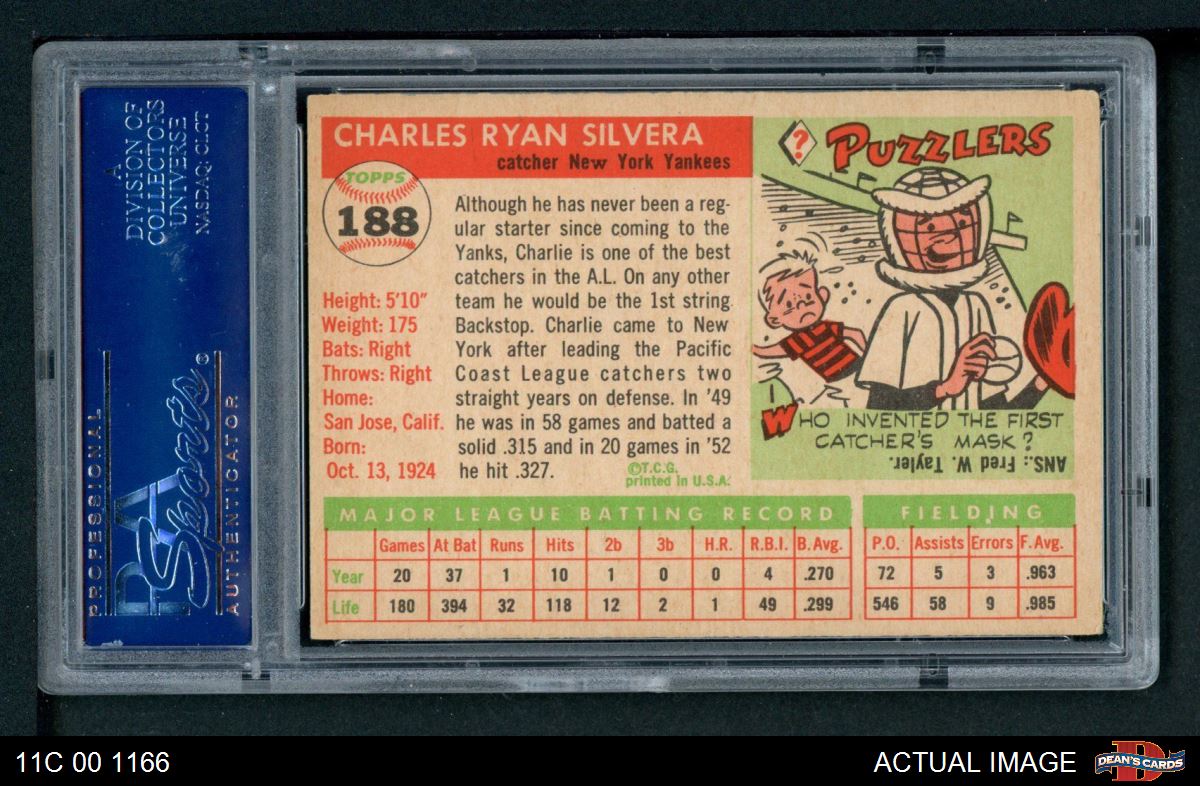 A
DIVISION OF
COLLECTORS
UNIVERSE
NASDAQ: CLCT
PROFESSIONAL
PSA
Sports®
AUTHENTICATOR
CHARLES RYAN SILVERA
catcher New York Yankees
TOPPS
188
Height: 5'10"
Weight: 175
Bats: Right
Throws: Right
Home:
San Jose, Calif.
Born:
Oct. 13, 1924
Although he has never been a reg-
ular starter since coming to the
Yanks, Charlie is one of the best
catchers in the A.L. On any other
team he would be the 1st string
Backstop. Charlie came to New
York after leading the Pacific
Coast League catchers two
straight years on defense. In '49
he was in 58 games and batted a
solid .315 and in 20 games in '52
he hit .327.
©T.C.G.
printed in U.S.A.
? PUZZLERS
WHO INVENTED THE FIRST
CATCHER'S MASK?
ANS.: Fred W. Tayler.
MAJOR LEAGUE BATTING RECORD
Games At Bat Runs Hits 2b 3b H.R. R.B.I. B. Avg.
Year 20 37 1 10 1 0 0 4 .270
Life 180 394 32 118 12 2 1 49 .299
FIELDING
P.O. Assists Errors F. Avg.
72 5 3 .963
546 58 9 .985
11C 00 1166
ACTUAL IMAGE
D
DEAN'S CARDS